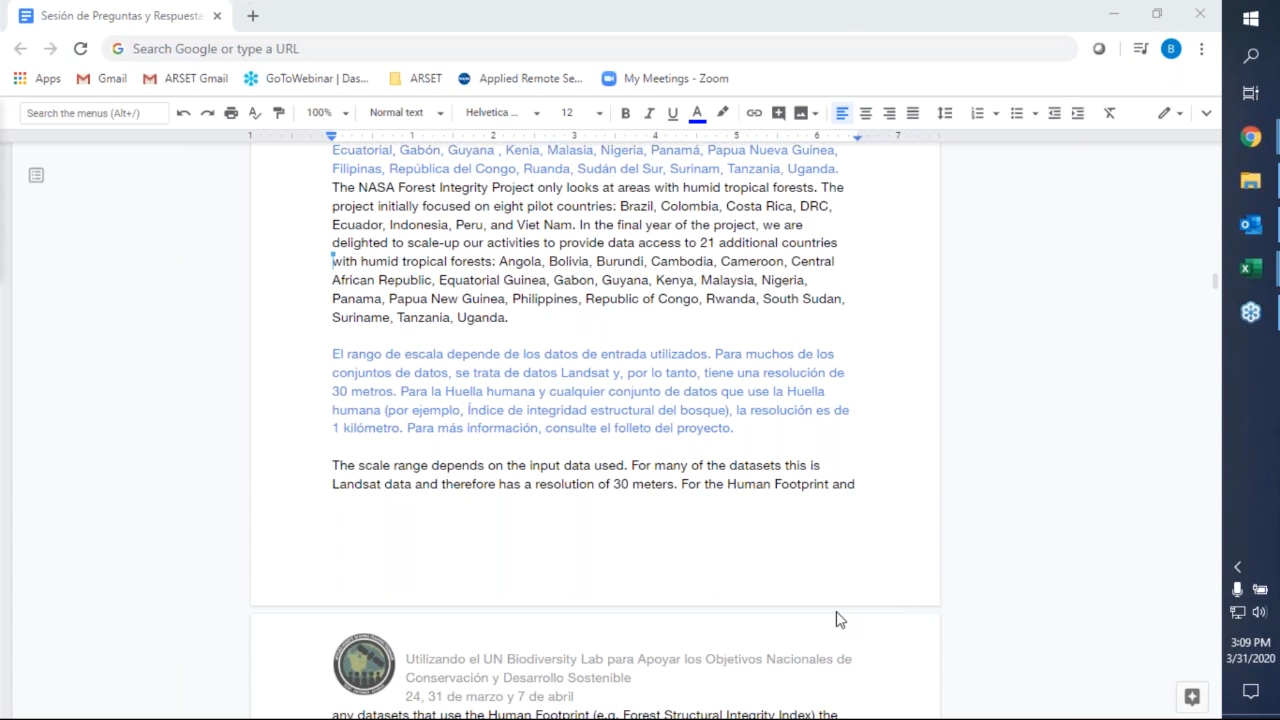 Sesión de Preguntas y Respuesta
Search Google or type a URL
B
Apps
Gmail
ARSET Gmail
GoToWebinar | Das...
ARSET
Applied Remote Se...
My Meetings - Zoom
Search the menus (Alt+/)
100%
Normal text
Helvetica ...
12
B I U A
1 1 2 3 4 5 6 7
Ecuatorial, Gabón, Guyana , Kenia, Malasia, Nigeria, Panamá, Papua Nueva Guinea,
Filipinas, República del Congo, Ruanda, Sudán del Sur, Surinam, Tanzania, Uganda.
The NASA Forest Integrity Project only looks at areas with humid tropical forests. The
project initially focused on eight pilot countries: Brazil, Colombia, Costa Rica, DRC,
Ecuador, Indonesia, Peru, and Viet Nam. In the final year of the project, we are
delighted to scale-up our activities to provide data access to 21 additional countries
with humid tropical forests: Angola, Bolivia, Burundi, Cambodia, Cameroon, Central
African Republic, Equatorial Guinea, Gabon, Guyana, Kenya, Malaysia, Nigeria,
Panama, Papua New Guinea, Philippines, Republic of Congo, Rwanda, South Sudan,
Suriname, Tanzania, Uganda.
El rango de escala depende de los datos de entrada utilizados. Para muchos de los
conjuntos de datos, se trata de datos Landsat y, por lo tanto, tiene una resolución de
30 metros. Para la Huella humana y cualquier conjunto de datos que use la Huella
humana (por ejemplo, Índice de integridad estructural del bosque), la resolución es de
1 kilómetro. Para más información, consulte el folleto del proyecto.
The scale range depends on the input data used. For many of the datasets this is
Landsat data and therefore has a resolution of 30 meters. For the Human Footprint and
Utilizando el UN Biodiversity Lab para Apoyar los Objetivos Nacionales de
Conservación y Desarrollo Sostenible
24, 31 de marzo y 7 de abril
any datasets that use the Human Footprint (e.g. Forest Structural Integrity Index) the
3:09 PM
3/31/2020